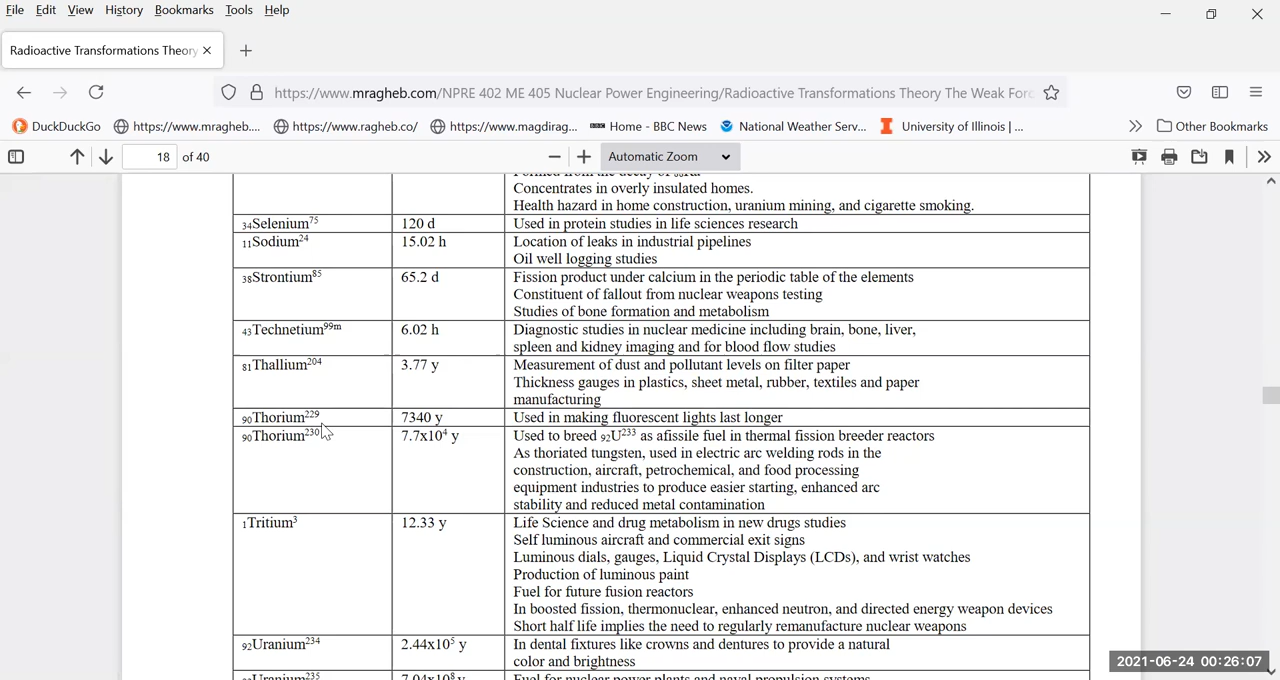 File Edit View History Bookmarks Tools Help
Radioactive Transformations Theory
https://www.mragheb.com/NPRE 402 ME 405 Nuclear Power Engineering/Radioactive Transformations Theory The Weak Forc
DuckDuckGo https://www.mragheb.... https://www.ragheb.co/ https://www.magdirag... BBC Home - BBC News National Weather Serv... University of Illinois | ... Other Bookmarks
18 of 40 Automatic Zoom
Concentrates in overly insulated homes.
Health hazard in home construction, uranium mining, and cigarette smoking.
34Selenium75 120 d Used in protein studies in life sciences research
11Sodium24 15.02 h Location of leaks in industrial pipelines
Oil well logging studies
38Strontium85 65.2 d Fission product under calcium in the periodic table of the elements
Constituent of fallout from nuclear weapons testing
Studies of bone formation and metabolism
43Technetium99m 6.02 h Diagnostic studies in nuclear medicine including brain, bone, liver,
spleen and kidney imaging and for blood flow studies
81Thallium204 3.77 y Measurement of dust and pollutant levels on filter paper
Thickness gauges in plastics, sheet metal, rubber, textiles and paper
manufacturing
90Thorium229 7340 y Used in making fluorescent lights last longer
90Thorium230 7.7x10⁴ y Used to breed 92U233 as afissile fuel in thermal fission breeder reactors
As thoriated tungsten, used in electric arc welding rods in the
construction, aircraft, petrochemical, and food processing
equipment industries to produce easier starting, enhanced arc
stability and reduced metal contamination
1Tritium3 12.33 y Life Science and drug metabolism in new drugs studies
Self luminous aircraft and commercial exit signs
Luminous dials, gauges, Liquid Crystal Displays (LCDs), and wrist watches
Production of luminous paint
Fuel for future fusion reactors
In boosted fission, thermonuclear, enhanced neutron, and directed energy weapon devices
Short half life implies the need to regularly remanufacture nuclear weapons
92Uranium234 2.44x10⁵ y In dental fixtures like crowns and dentures to provide a natural
color and brightness
2021-06-24 00:26:07